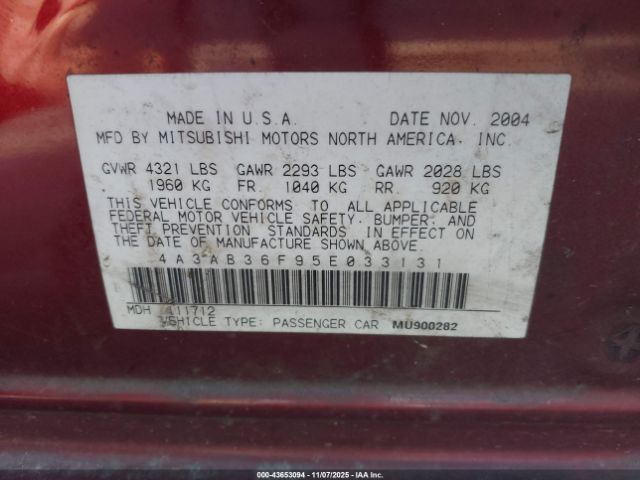 MADE IN U.S.A. DATE NOV. 2004
MFD BY MITSUBISHI MOTORS NORTH AMERICA, INC.
GVWR 4321 LBS GAWR 2293 LBS GAWR 2028 LBS
1960 KG FR. 1040 KG RR. 920 KG
THIS VEHICLE CONFORMS TO ALL APPLICABLE
FEDERAL MOTOR VEHICLE SAFETY, BUMPER, AND
THEFT PREVENTION STANDARDS IN EFFECT ON
THE DATE OF MANUFACTURE SHOWN ABOVE.
4A3AB36F95E033131
MDH 111712
VEHICLE TYPE: PASSENGER CAR MU900282
000-43653094 - 11/07/2025 - IAAI.COM